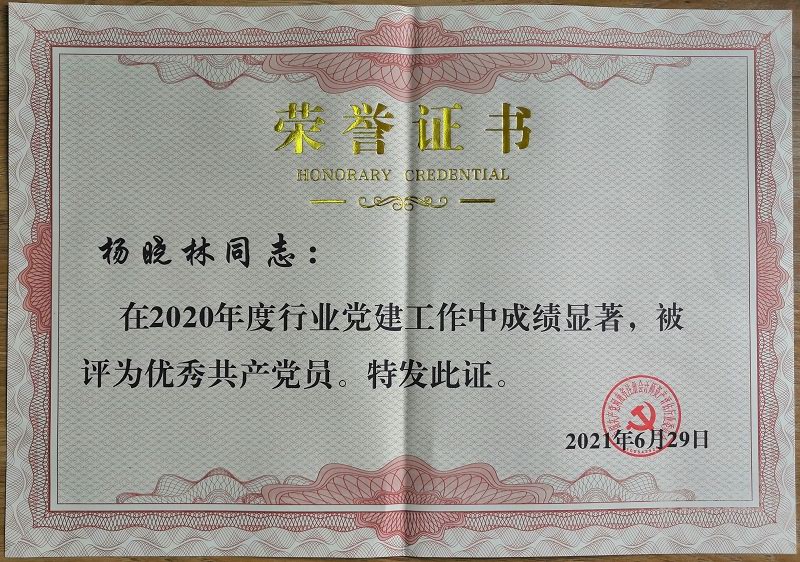 荣誉证书
HONORARY CREDENTIAL
杨晓林同志：
在2020年度行业党建工作中成绩显著，被
评为优秀共产党员。特发此证。
2021年6月29日